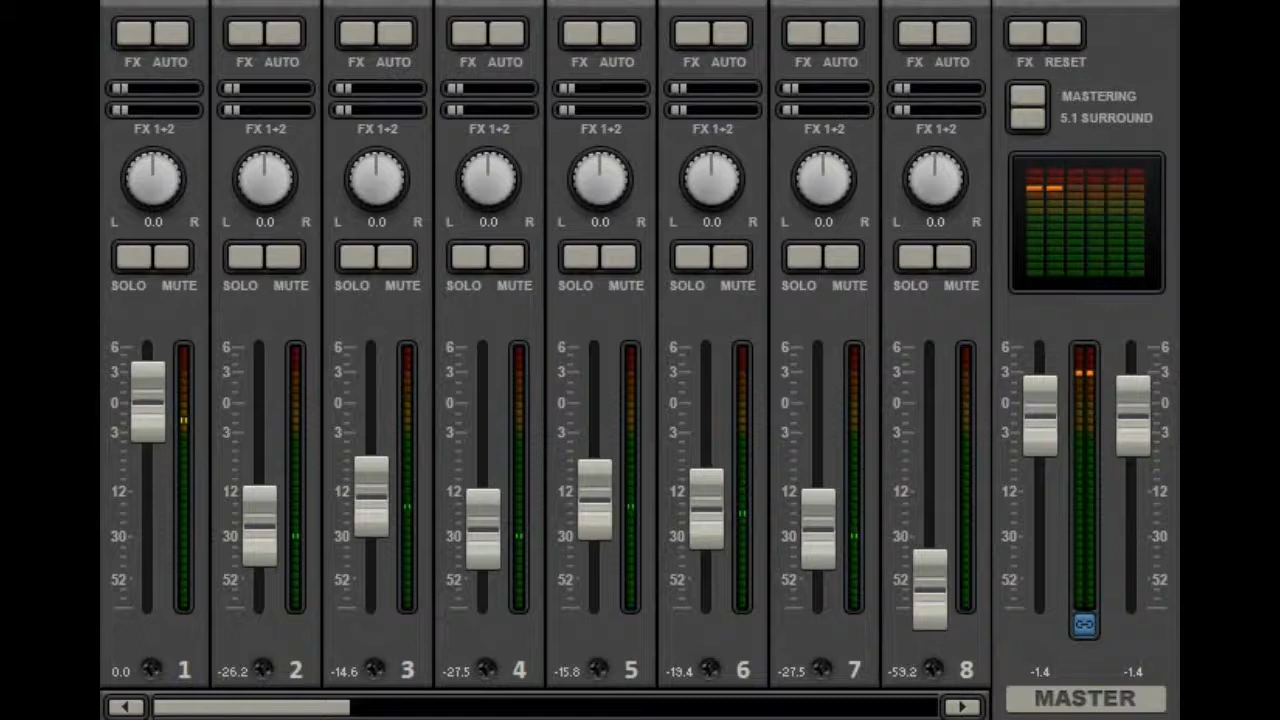 FX AUTO FX AUTO FX AUTO FX AUTO FX AUTO FX AUTO FX AUTO FX AUTO FX RESET
MASTERING
5.1 SURROUND
FX 1+2 FX 1+2 FX 1+2 FX 1+2 FX 1+2 FX 1+2 FX 1+2 FX 1+2
L 0.0 R L 0.0 R L 0.0 R L 0.0 R L 0.0 R L 0.0 R L 0.0 R L 0.0 R
SOLO MUTE SOLO MUTE SOLO MUTE SOLO MUTE SOLO MUTE SOLO MUTE SOLO MUTE SOLO MUTE
6 6 6 6 6 6 6 6 6 6
3 3 3 3 3 3 3 3 3 3
0 0 0 0 0 0 0 0 0 0
3 3 3 3 3 3 3 3 3 3
12 12 12 12 12 12 12 12 12 12
30 30 30 30 30 30 30 30 30 30
52 52 52 52 52 52 52 52 52 52
0.0 1 -26.2 2 -14.6 3 -27.5 4 -15.8 5 -19.4 6 -27.5 7 -53.2 8 -1.4 -1.4
MASTER